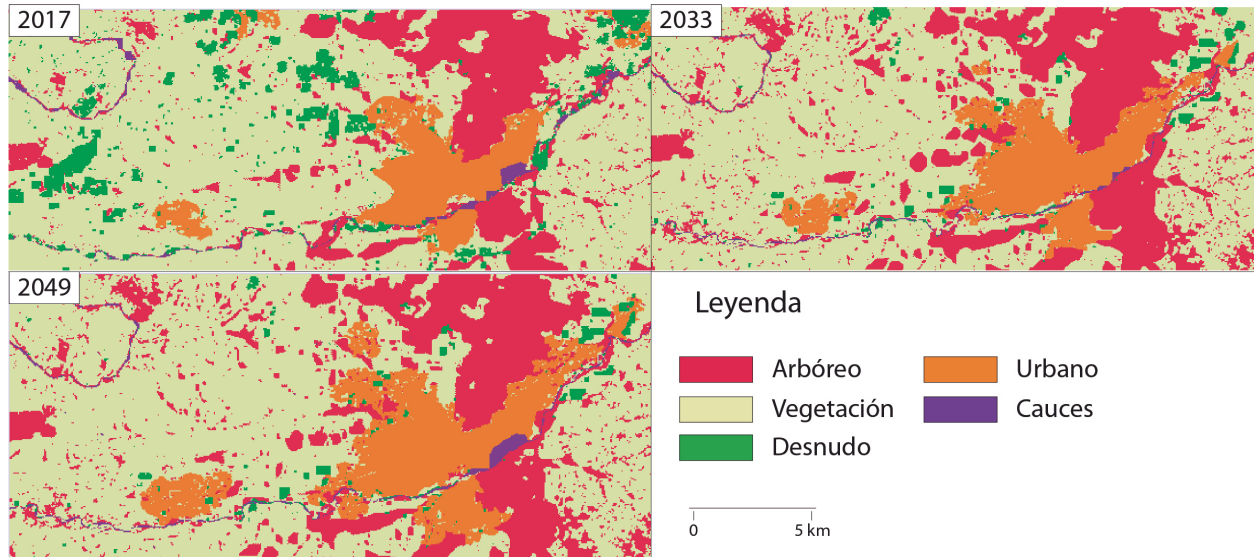 2017
2033
2049
Leyenda
Arbóreo
Urbano
Vegetación
Cauces
Desnudo
0
5 km